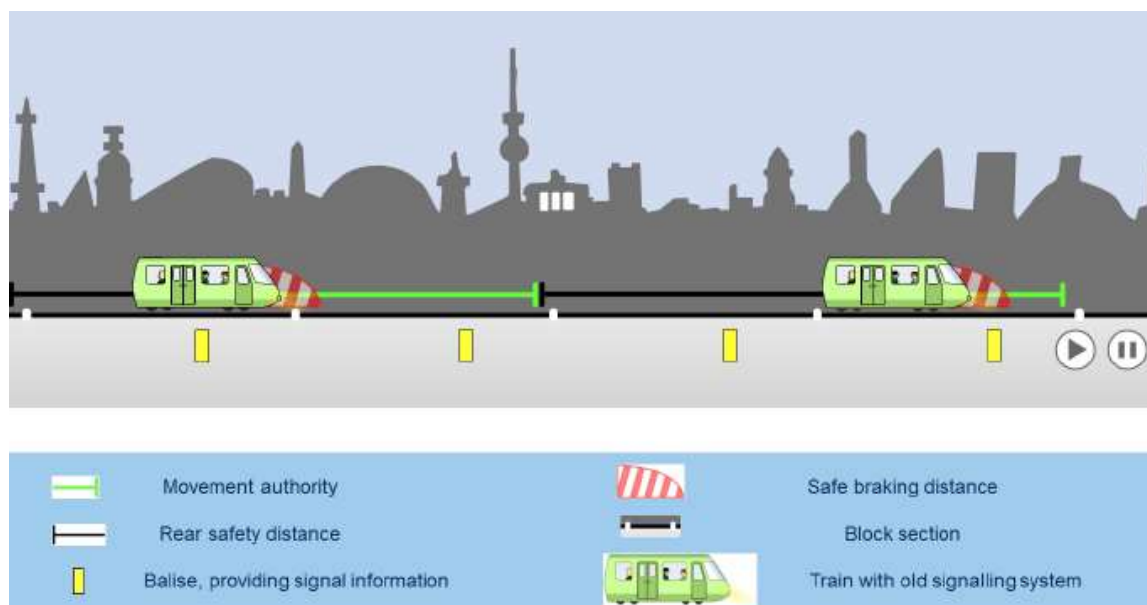 Movement authority
Safe braking distance
Rear safety distance
Block section
Balise, providing signal information
Train with old signalling system